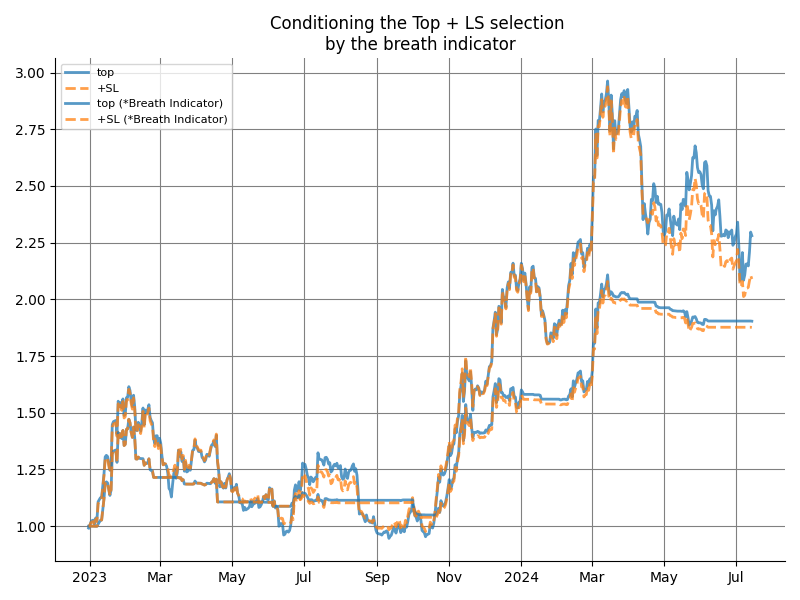 Conditioning the Top + LS selection
by the breath indicator
top
+SL
top (*Breath Indicator)
+SL (*Breath Indicator)
3.00
2.75
2.50
2.25
2.00
1.75
1.50
1.25
1.00
2023 Mar May Jul Sep Nov 2024 Mar May Jul